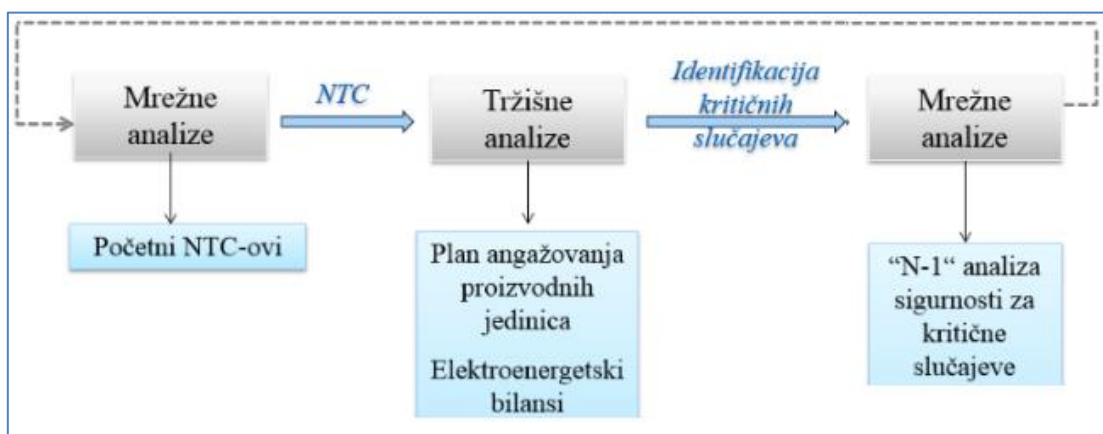 Mrežne
analize
NTC
Tržišne
analize
Identifikacija
kritičnih
slučajeva
Mrežne
analize
Početni NTC-ovi
Plan angažovanja
proizvodnih
jedinica
Elektroenergetski
bilansi
“N-1“ analiza
sigurnosti za
kritične
slučajeve